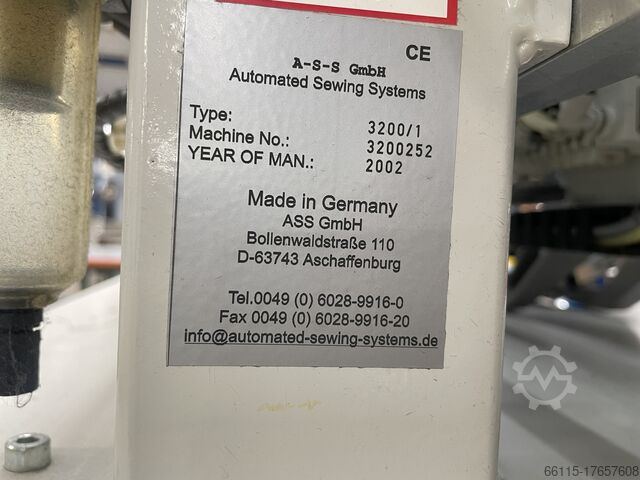 CE
A-S-S GmbH
Automated Sewing Systems
Type: 3200/1
Machine No.: 3200252
YEAR OF MAN.: 2002
Made in Germany
ASS GmbH
Bollenwaldstraße 110
D-63743 Aschaffenburg
Tel.0049 (0) 6028-9916-0
Fax 0049 (0) 6028-9916-20
info@automated-sewing-systems.de
66115-17657608